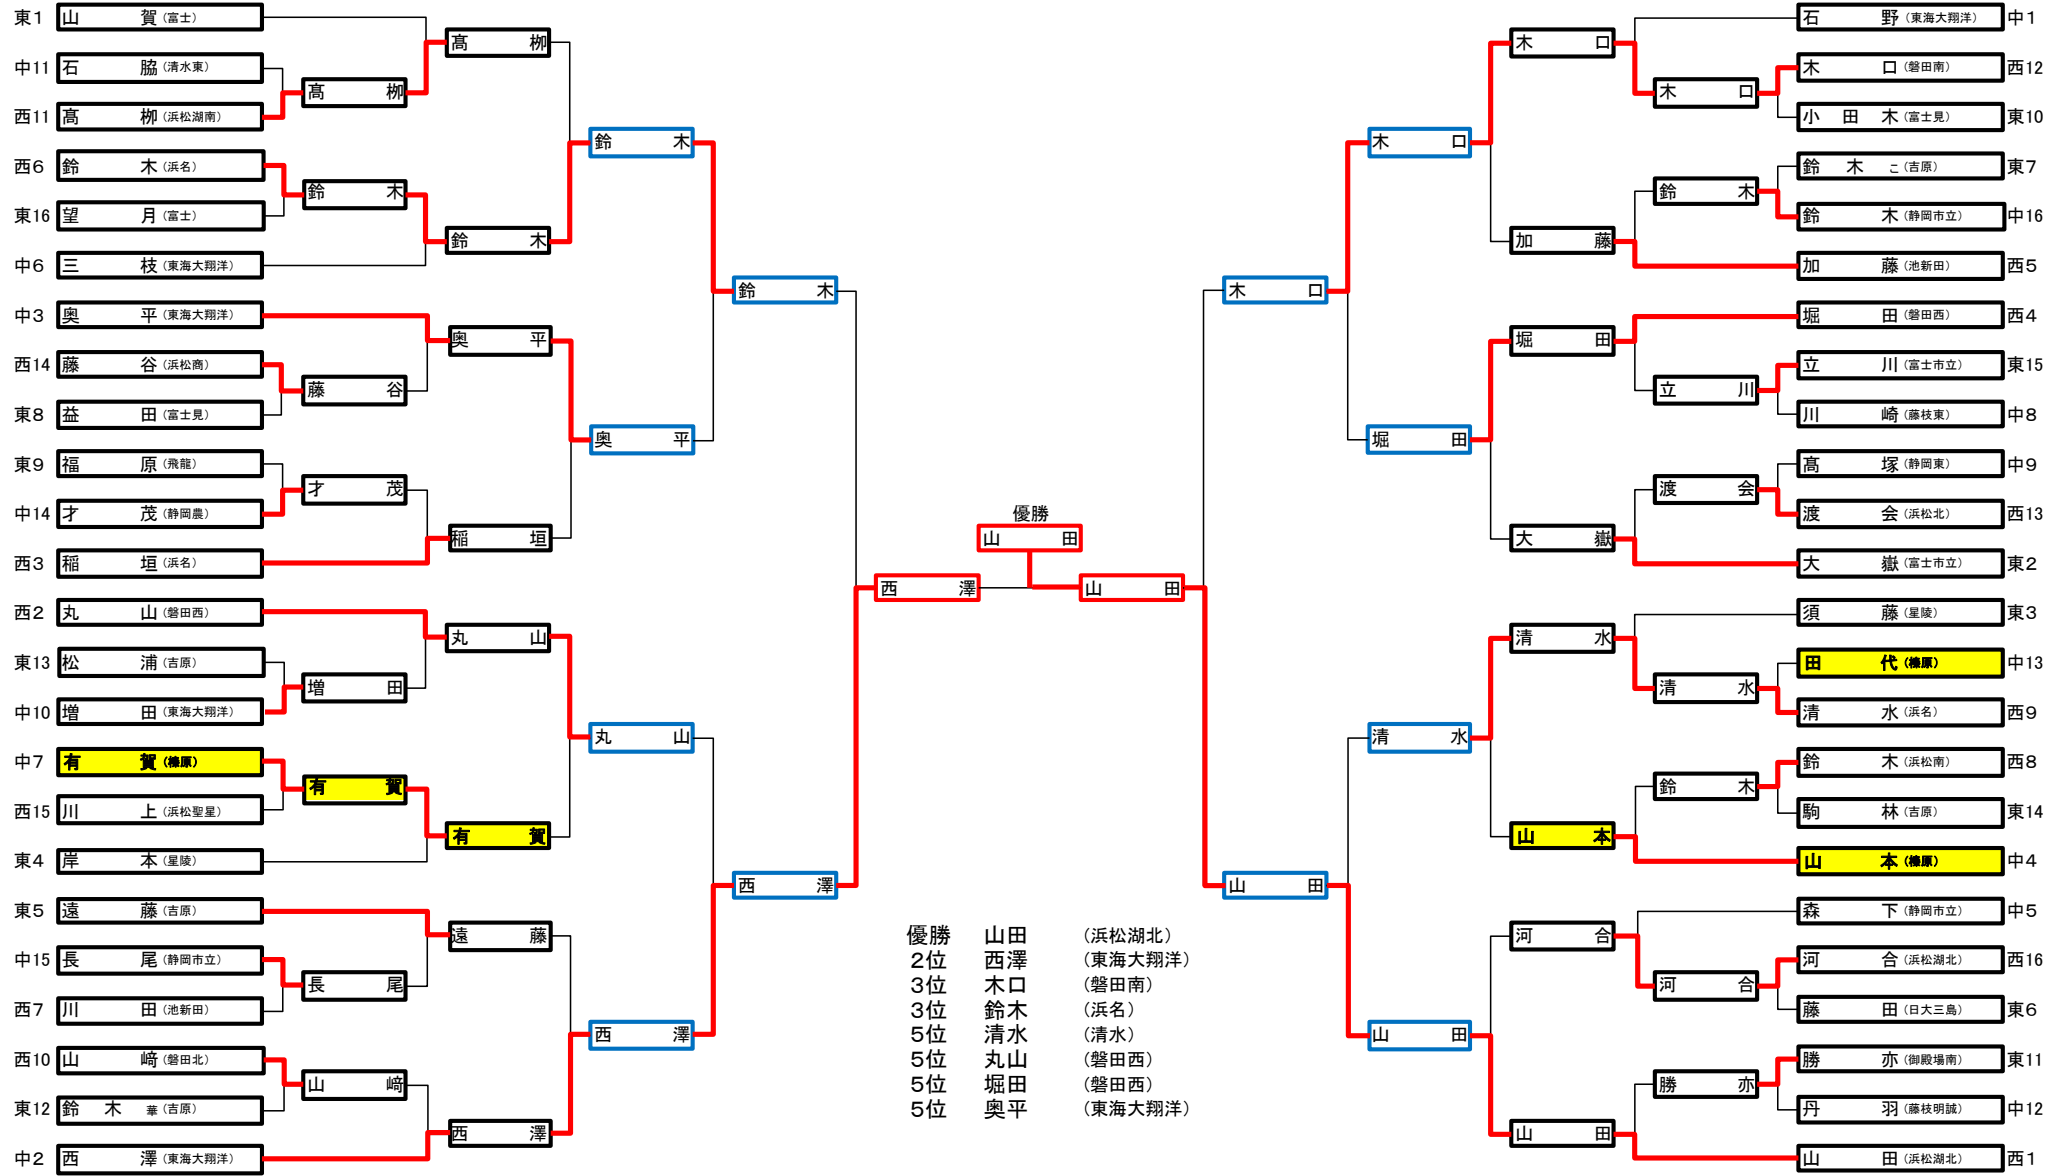 東1 山賀(富士)
中11 石脇(清水東)
西11 髙栁(浜松湖南)
西6 鈴木(浜名)
東16 望月(富士)
中6 三枝(東海大翔洋)
中3 奥平(東海大翔洋)
西14 藤谷(浜松商)
東8 益田(富士見)
東9 福原(飛龍)
中14 才茂(静岡農)
西3 稲垣(浜名)
西2 丸山(磐田西)
東13 松浦(吉原)
中10 増田(東海大翔洋)
中7 有賀(榛原)
西15 川上(浜松聖星)
東4 岸本(星陵)
東5 遠藤(吉原)
中15 長尾(静岡市立)
西7 川田(池新田)
西10 山﨑(磐田北)
東12 鈴木華(吉原)
中2 西澤(東海大翔洋)
髙栁
鈴木
藤谷
才茂
増田
有賀
長尾
山﨑
髙栁
鈴木
奥平
稲垣
丸山
有賀
遠藤
西澤
鈴木
奥平
丸山
西澤
鈴木
西澤
西澤
優勝
山田
山田
木口
山田
木口
堀田
清水
山田
木口
加藤
堀田
大嶽
清水
山本
河合
山田
木口
鈴木
立川
渡会
清水
鈴木
河合
勝亦
石野(東海大翔洋) 中1
木口(磐田南) 西12
小田木(富士見) 東10
鈴木こ(吉原) 東7
鈴木(静岡市立) 中16
加藤(池新田) 西5
堀田(磐田西) 西4
立川(富士市立) 東15
川崎(藤枝東) 中8
髙塚(静岡東) 中9
渡会(浜松北) 西13
大嶽(富士市立) 東2
須藤(星陵) 東3
田代(榛原) 中13
清水(浜名) 西9
鈴木(浜松南) 西8
駒林(吉原) 東14
山本(榛原) 中4
森下(静岡市立) 中5
河合(浜松湖北) 西16
藤田(日大三島) 東6
勝亦(御殿場南) 東11
丹羽(藤枝明誠) 中12
山田(浜松湖北) 西1
優勝 山田 (浜松湖北)
2位 西澤 (東海大翔洋)
3位 木口 (磐田南)
3位 鈴木 (浜名)
5位 清水 (清水)
5位 丸山 (磐田西)
5位 堀田 (磐田西)
5位 奥平 (東海大翔洋)